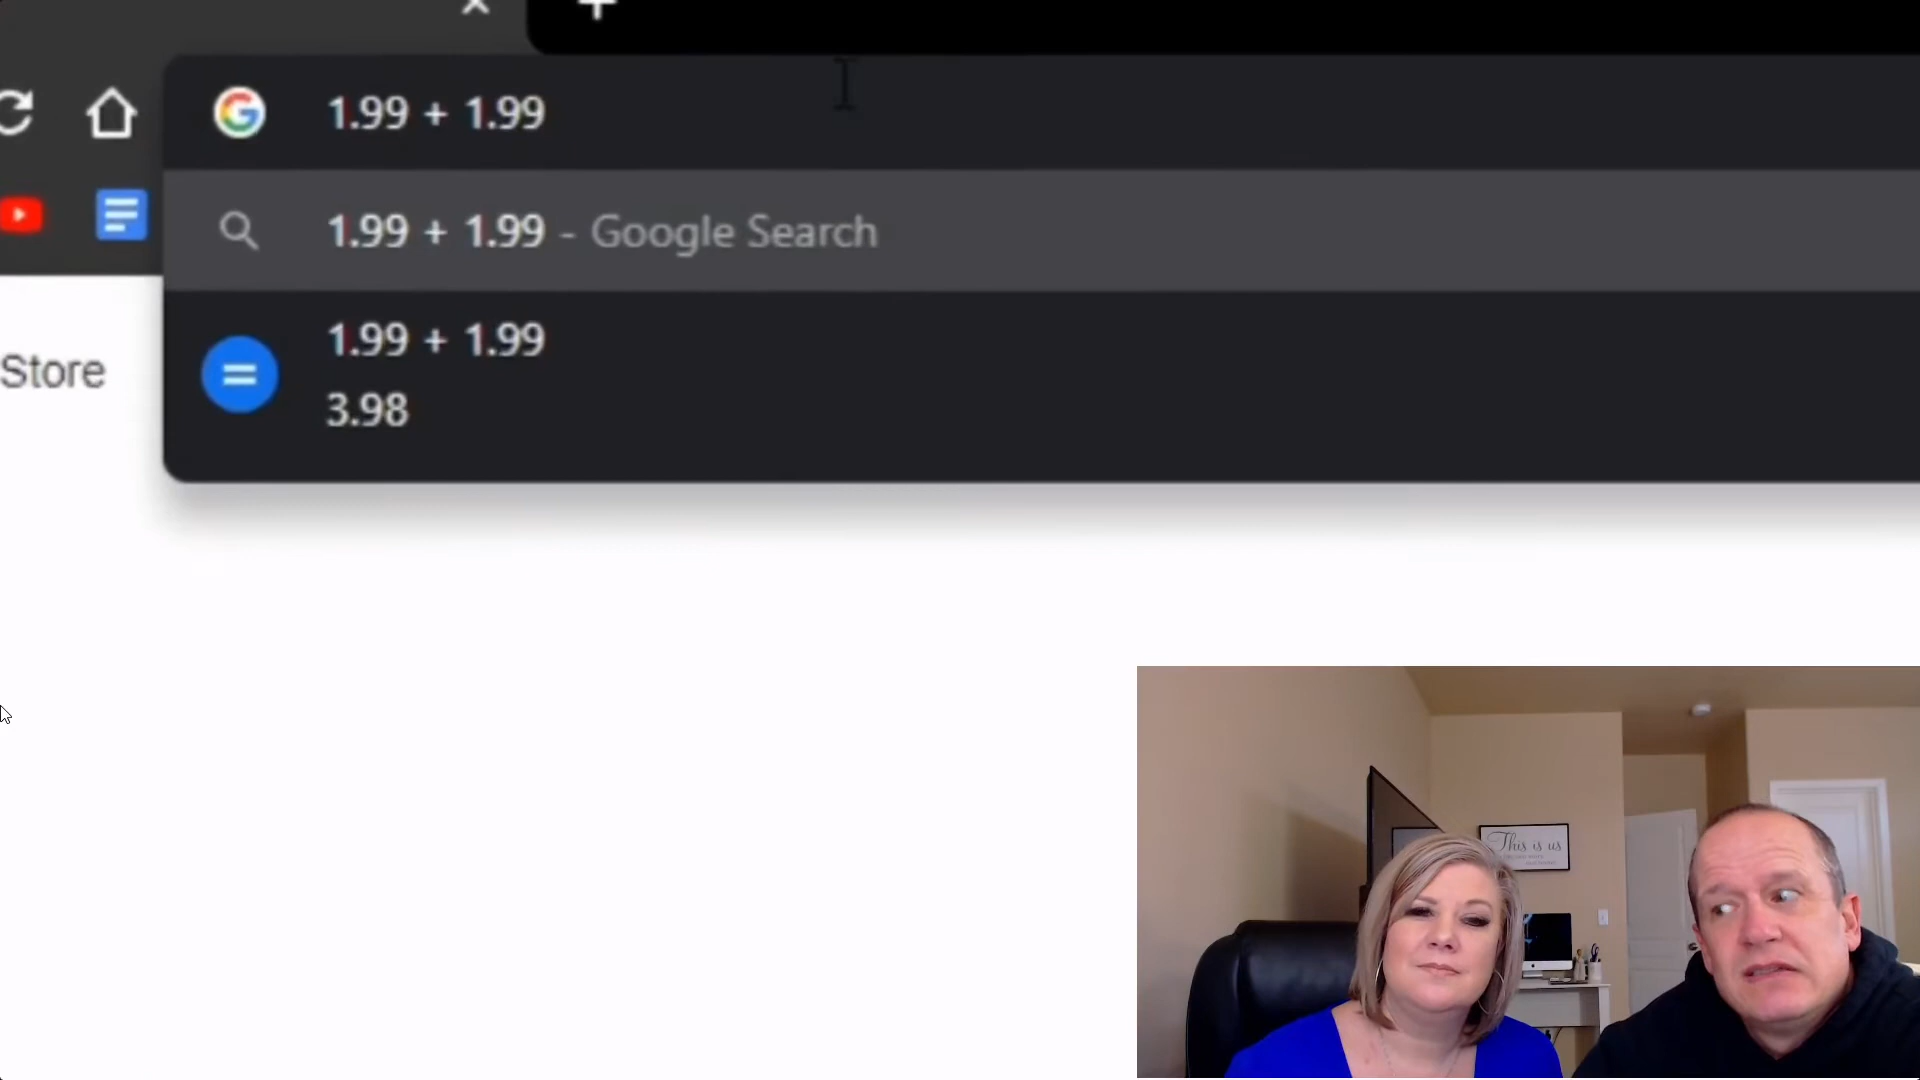 1.99 + 1.99
1.99 + 1.99 - Google Search
1.99 + 1.99
3.98
Store
This is us